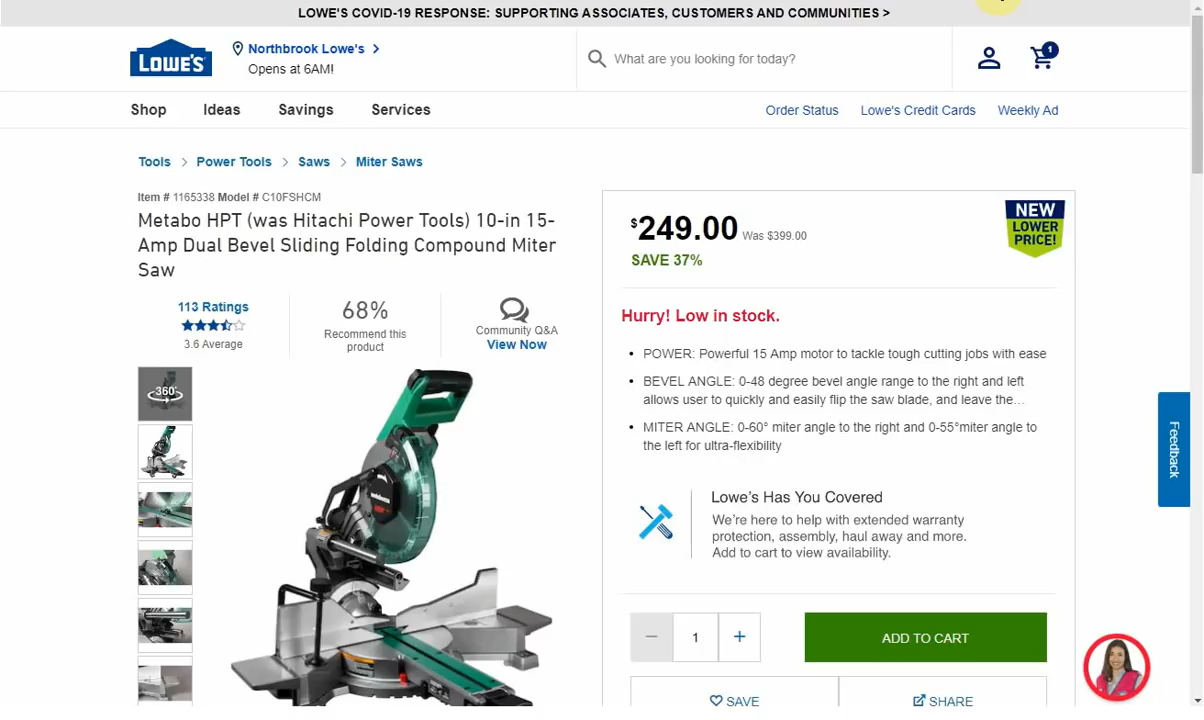 LOWE'S COVID-19 RESPONSE: SUPPORTING ASSOCIATES, CUSTOMERS AND COMMUNITIES >
LOWE'S
Northbrook Lowe's >
Opens at 6AM!
What are you looking for today?
1
Shop Ideas Savings Services
Order Status Lowe's Credit Cards Weekly Ad
Tools > Power Tools > Saws > Miter Saws
Item # 1165338 Model # C10FSHCM
Metabo HPT (was Hitachi Power Tools) 10-in 15-
Amp Dual Bevel Sliding Folding Compound Miter
Saw
113 Ratings
3.6 Average
68%
Recommend this
product
Community Q&A
View Now
360°
$249.00 Was $399.00
SAVE 37%
NEW
LOWER
PRICE!
Hurry! Low in stock.
• POWER: Powerful 15 Amp motor to tackle tough cutting jobs with ease
• BEVEL ANGLE: 0-48 degree bevel angle range to the right and left
allows user to quickly and easily flip the saw blade, and leave the…
• MITER ANGLE: 0-60° miter angle to the right and 0-55°miter angle to
the left for ultra-flexibility
Lowe's Has You Covered
We're here to help with extended warranty
protection, assembly, haul away and more.
Add to cart to view availability.
− 1 +
ADD TO CART
SAVE
SHARE
Feedback